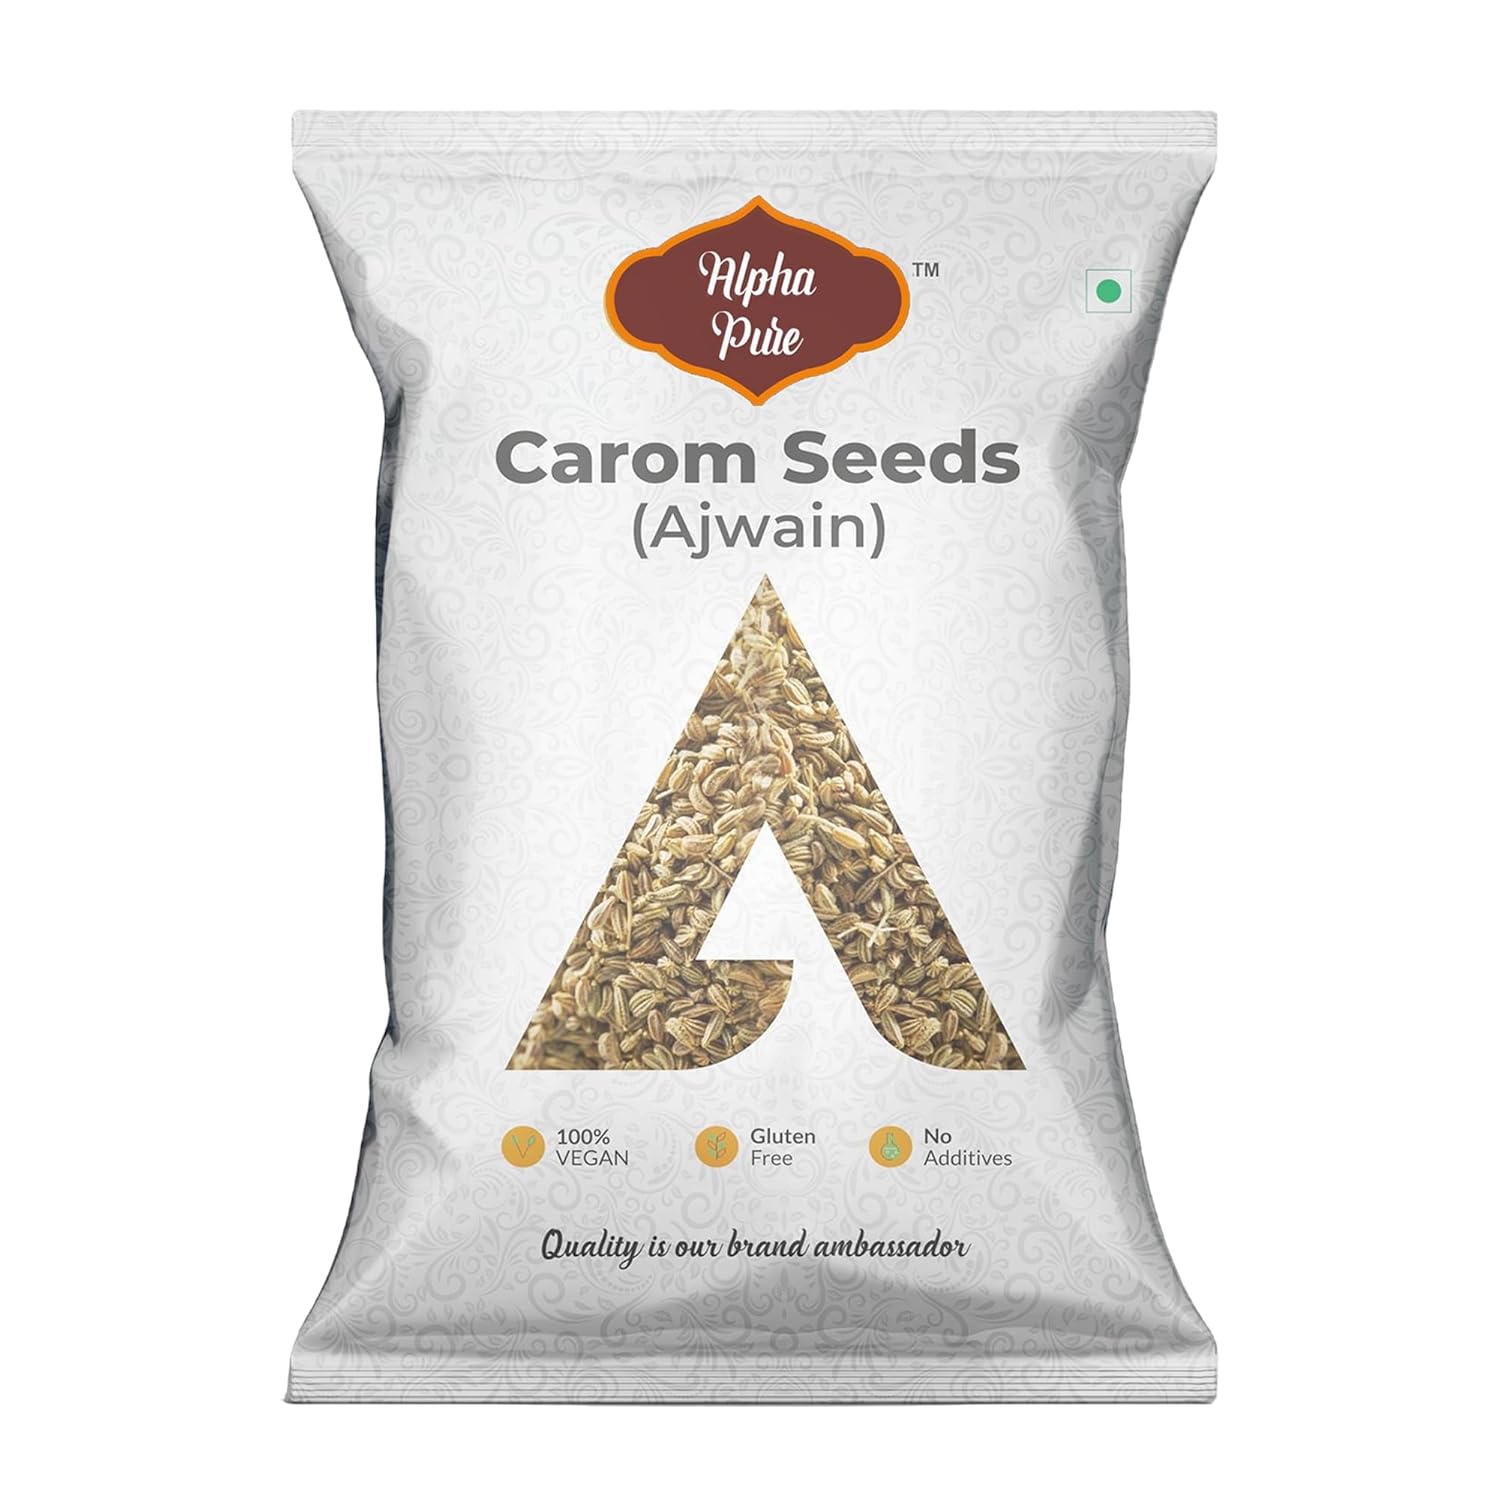 Alpha
Pure
TM
Carom Seeds
(Ajwain)
100%
VEGAN
Gluten
Free
No
Additives
Quality is our brand ambassador